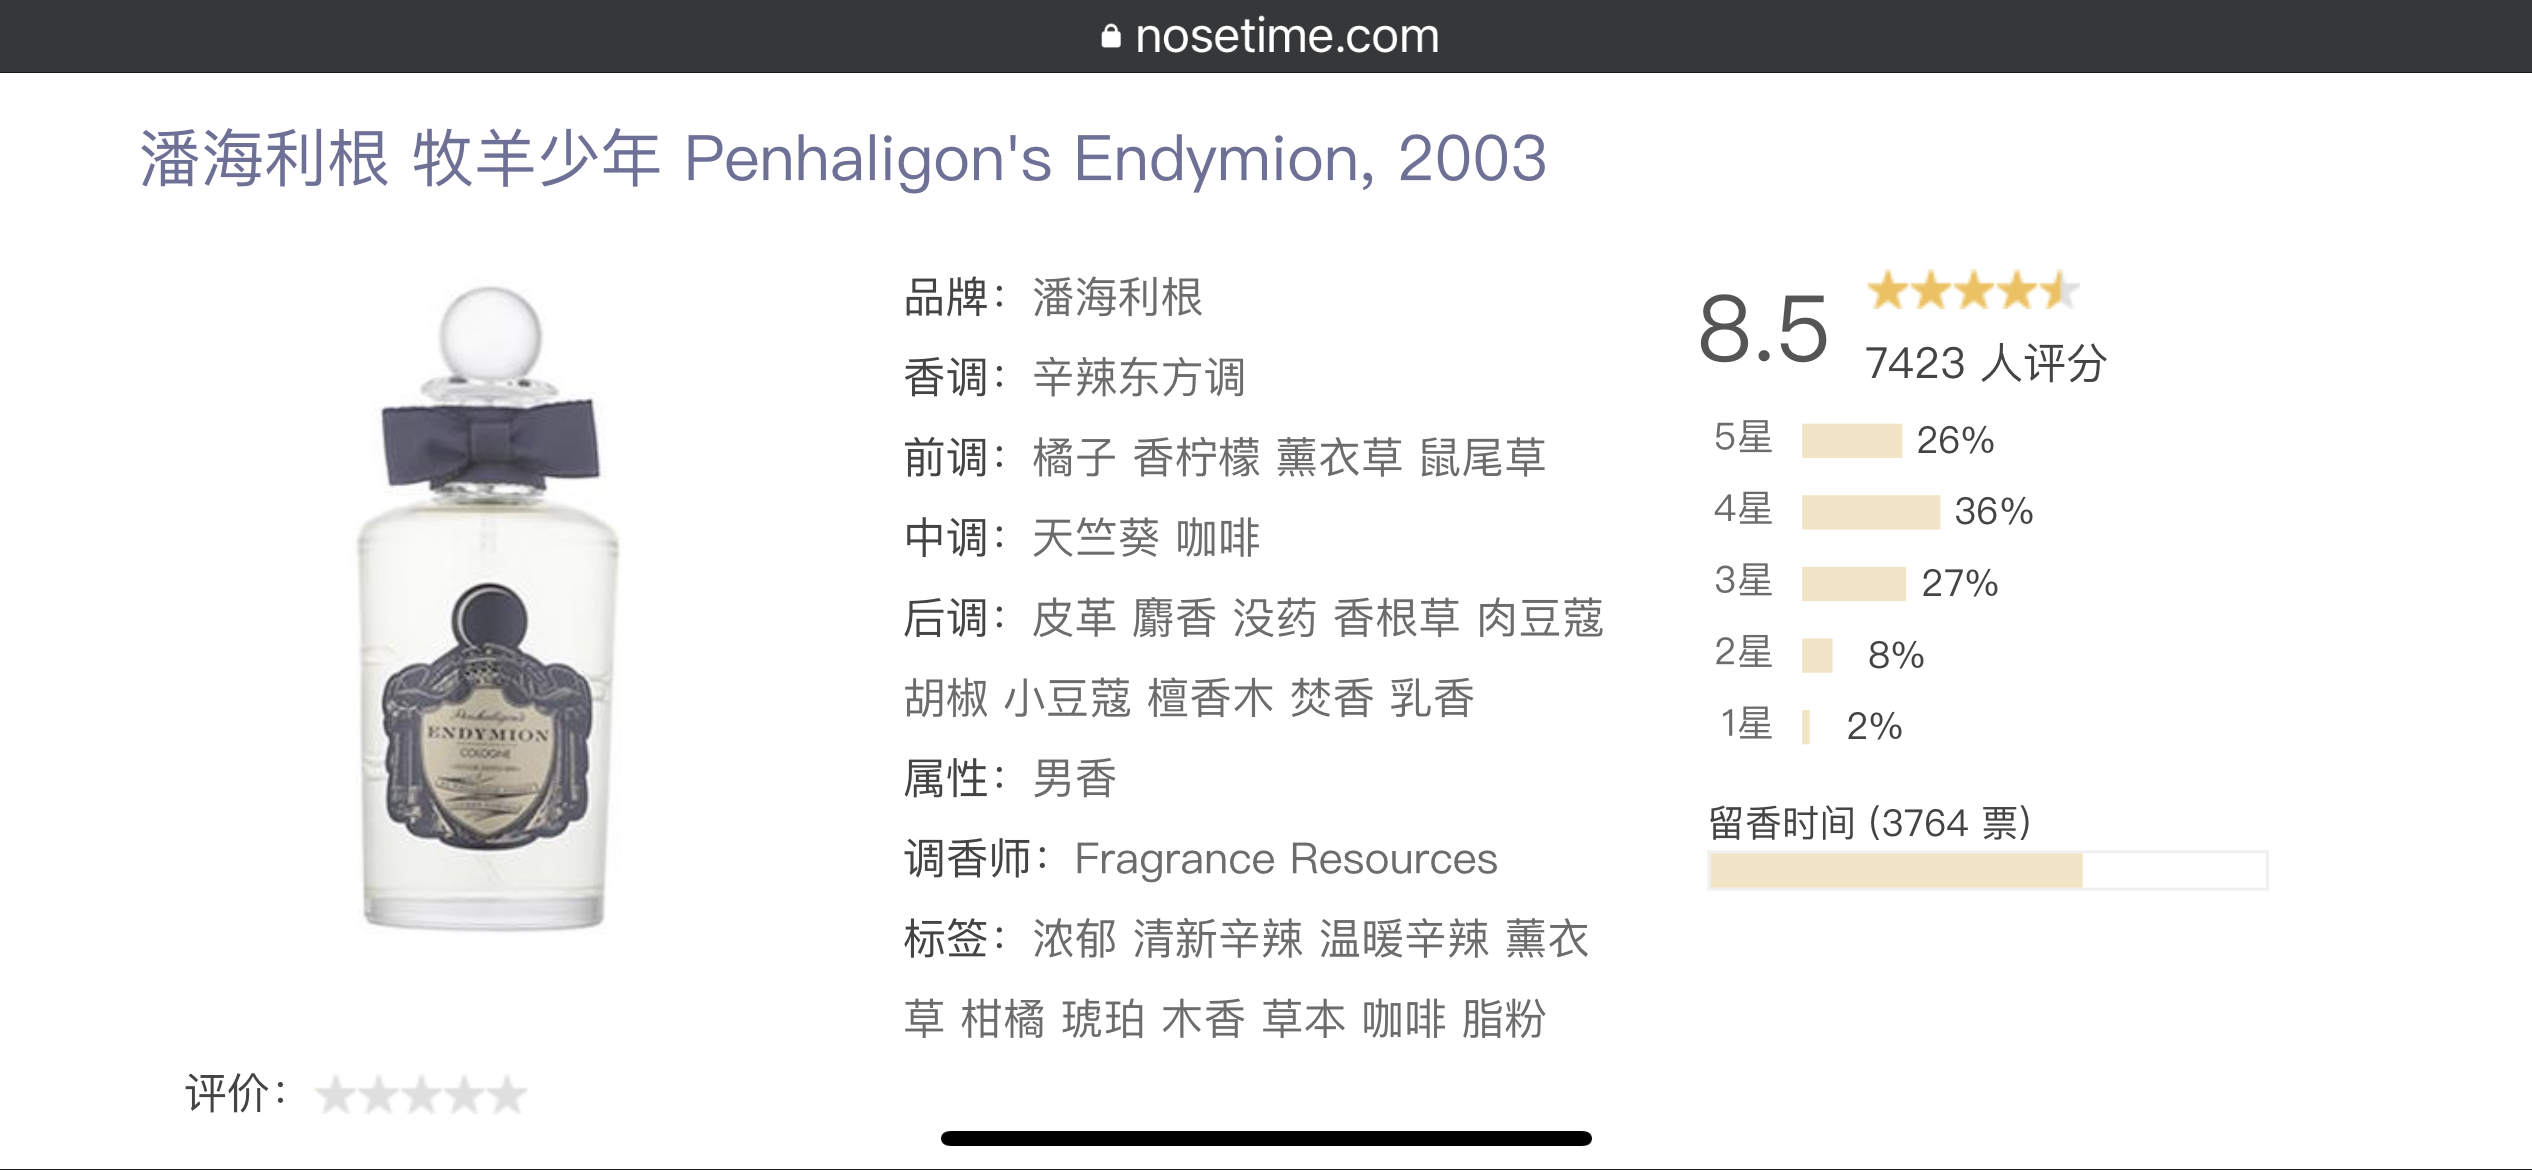 nosetime.com
潘海利根 牧羊少年 Penhaligon's Endymion, 2003
品牌：潘海利根
香调：辛辣东方调
前调：橘子 香柠檬 薰衣草 鼠尾草
中调：天竺葵 咖啡
后调：皮革 麝香 没药 香根草 肉豆蔻
胡椒 小豆蔻 檀香木 焚香 乳香
属性：男香
调香师：Fragrance Resources
标签：浓郁 清新辛辣 温暖辛辣 薰衣
草 柑橘 琥珀 木香 草本 咖啡 脂粉
8.5
7423 人评分
5星 26%
4星 36%
3星 27%
2星 8%
1星 2%
留香时间 (3764 票)
Penhaligon's
ENDYMION
COLOGNE
评价：